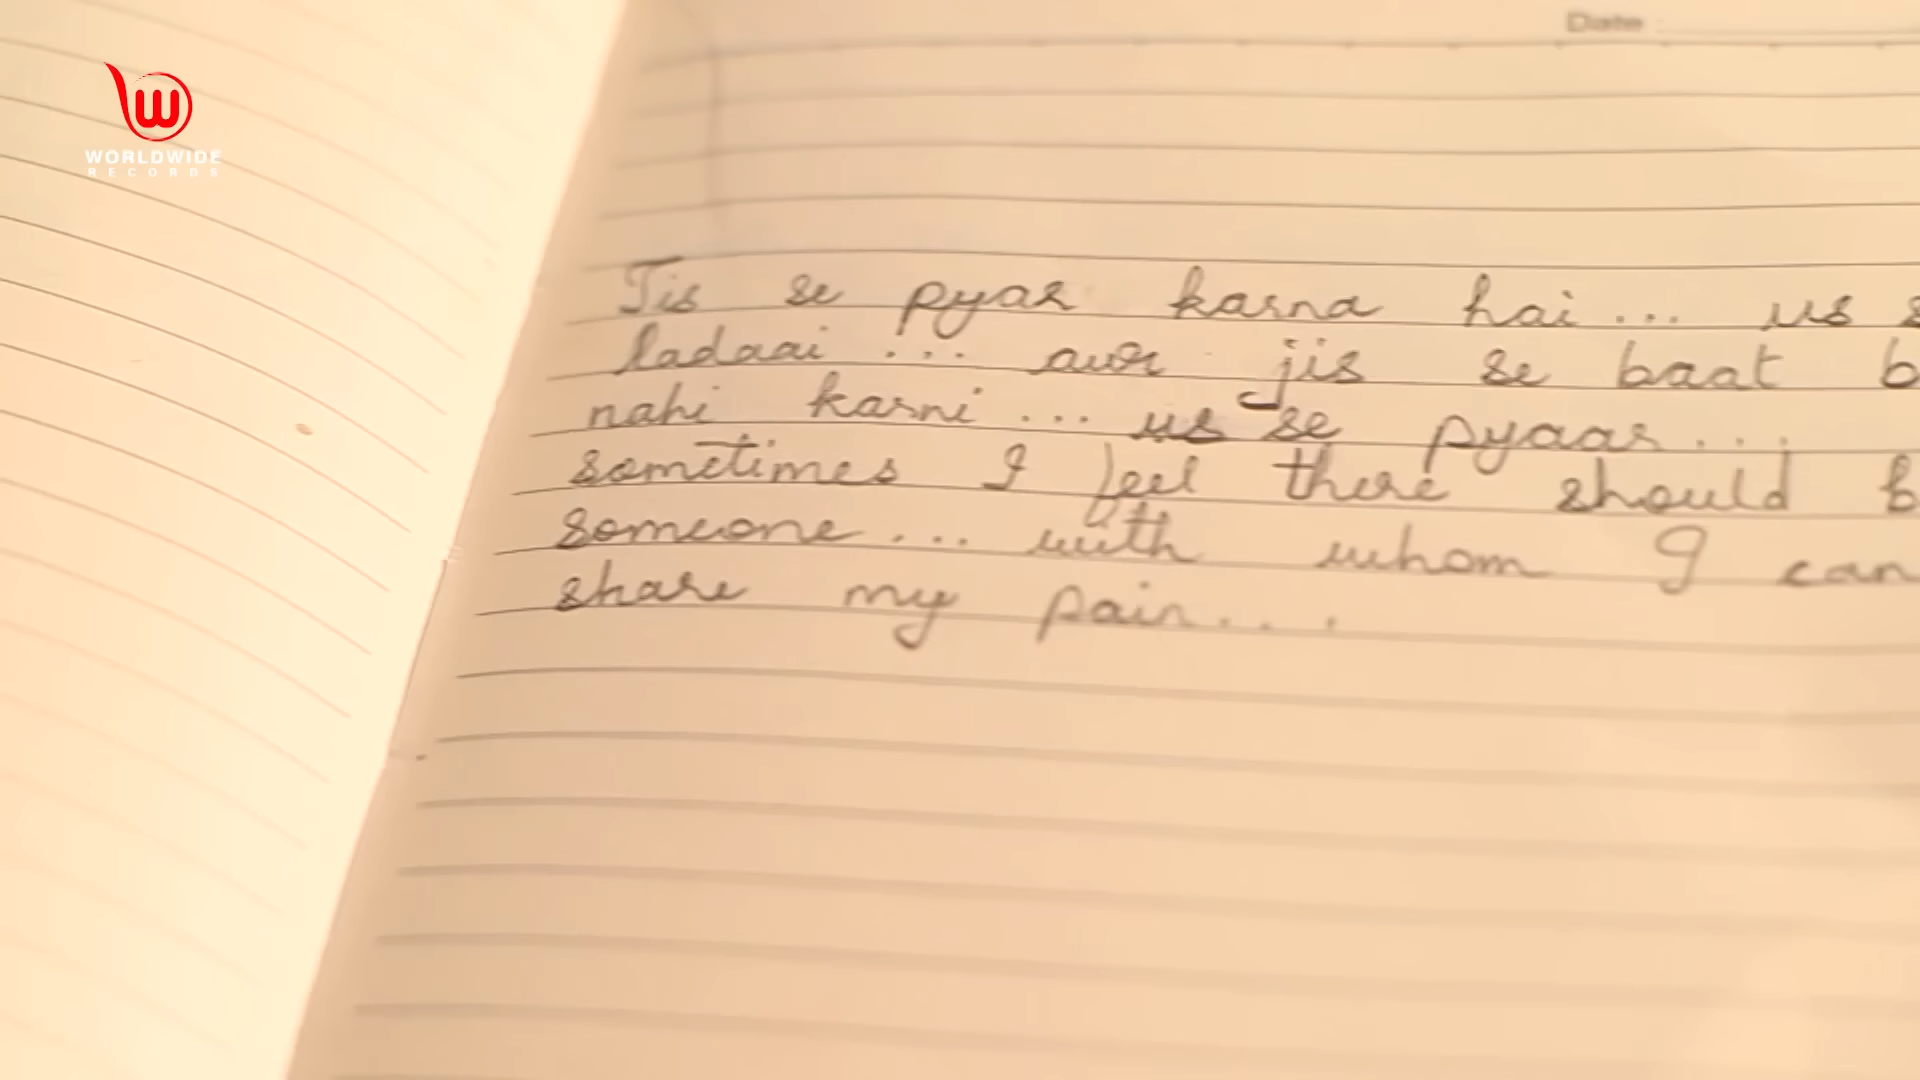 Date
WORLDWIDE
RECORDS
Jis se pyar karna hai... us s
ladaai ... aur jis se baat b
nahi karni ... us se pyaar...
sometimes I feel there should b
someone ... with whom I can
share my pain...